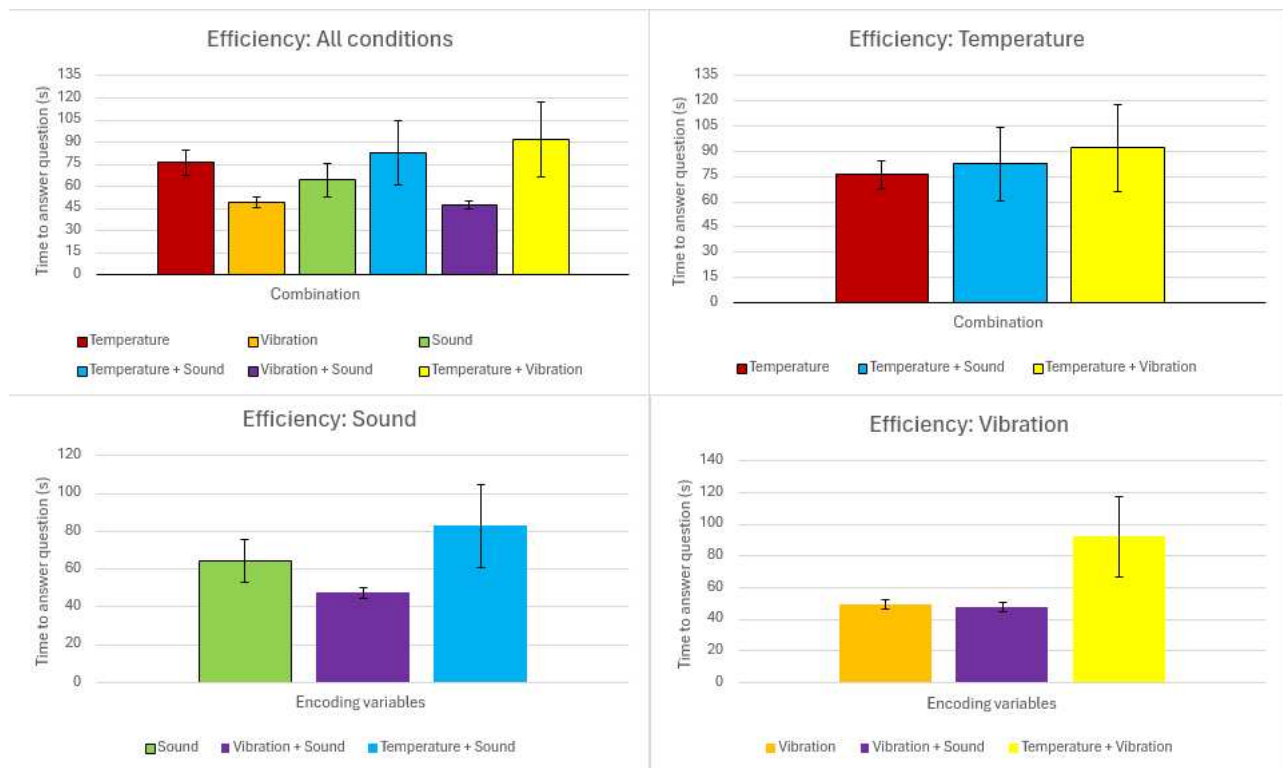 Efficiency: All conditions
Time to answer question (s)
135
120
105
90
75
60
45
30
15
0
Combination
Temperature Vibration Sound
Temperature + Sound Vibration + Sound Temperature + Vibration
Efficiency: Temperature
Time to answer question (s)
135
120
105
90
75
60
45
30
15
0
Combination
Temperature Temperature + Sound Temperature + Vibration
Efficiency: Sound
Time to answer question (s)
120
100
80
60
40
20
0
Encoding variables
Sound Vibration + Sound Temperature + Sound
Efficiency: Vibration
Time to answer question (s)
140
120
100
80
60
40
20
0
Encoding variables
Vibration Vibration + Sound Temperature + Vibration